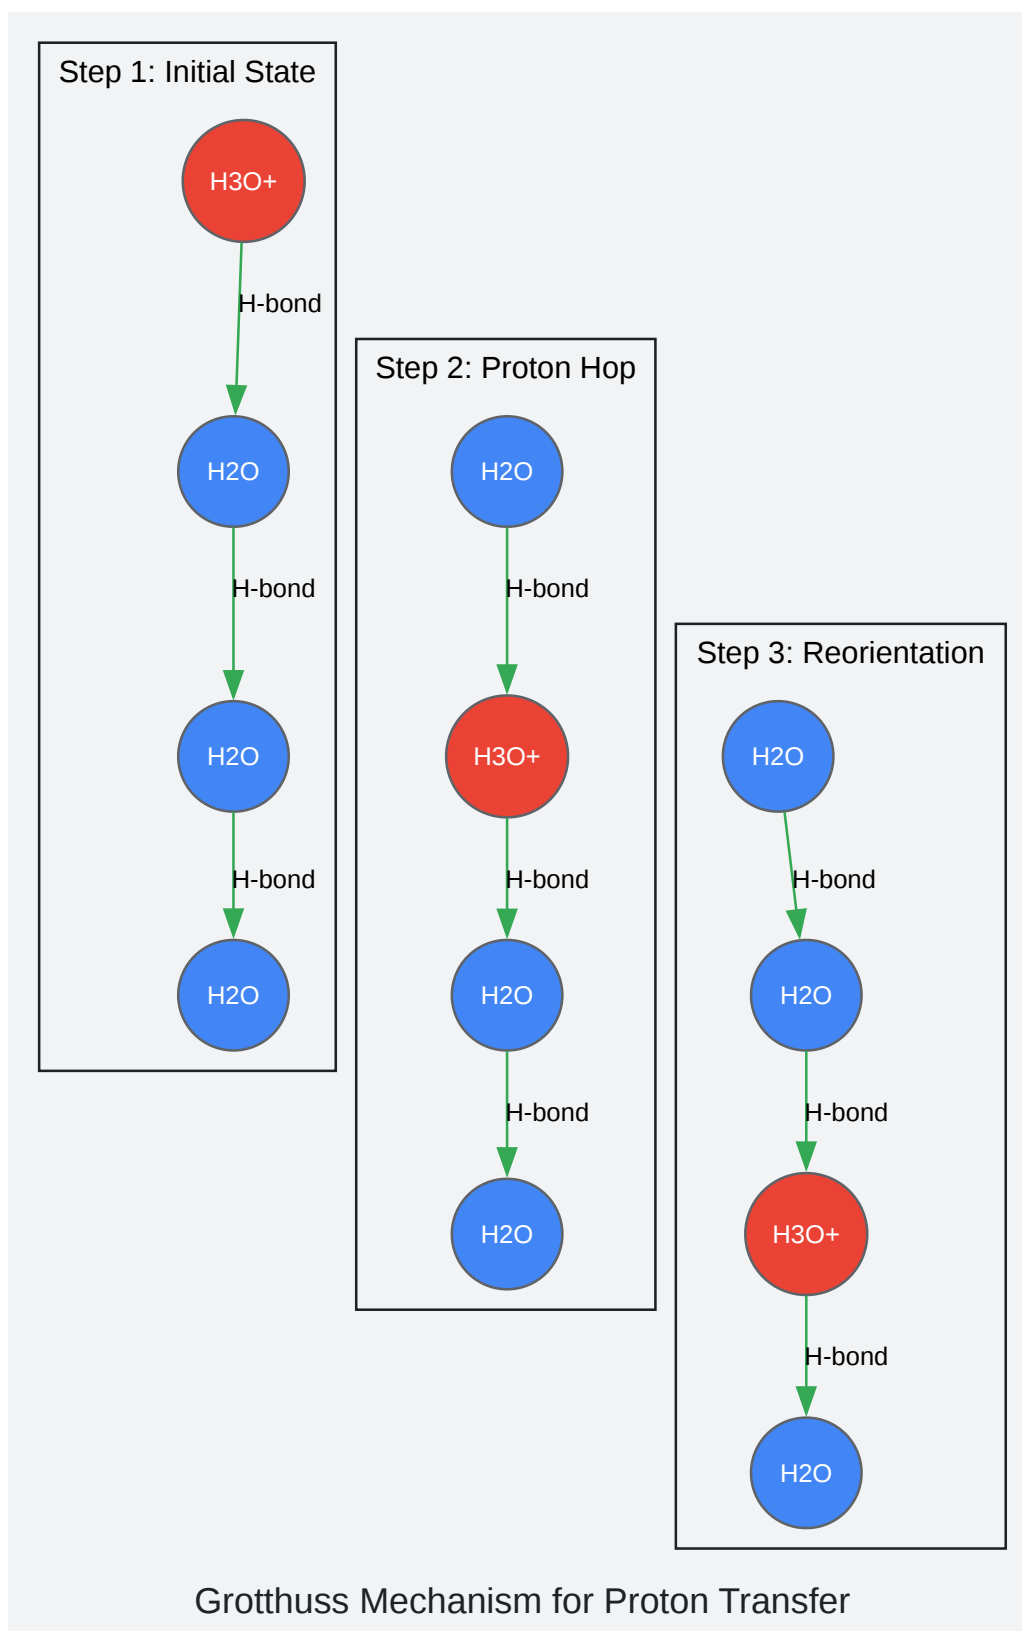 Step 1: Initial State
H3O+
H-bond
H2O
H-bond
H2O
H-bond
H2O
Step 2: Proton Hop
H2O
H-bond
H3O+
H-bond
H2O
H-bond
H2O
Step 3: Reorientation
H2O
H-bond
H2O
H-bond
H3O+
H-bond
H2O
Grotthuss Mechanism for Proton Transfer